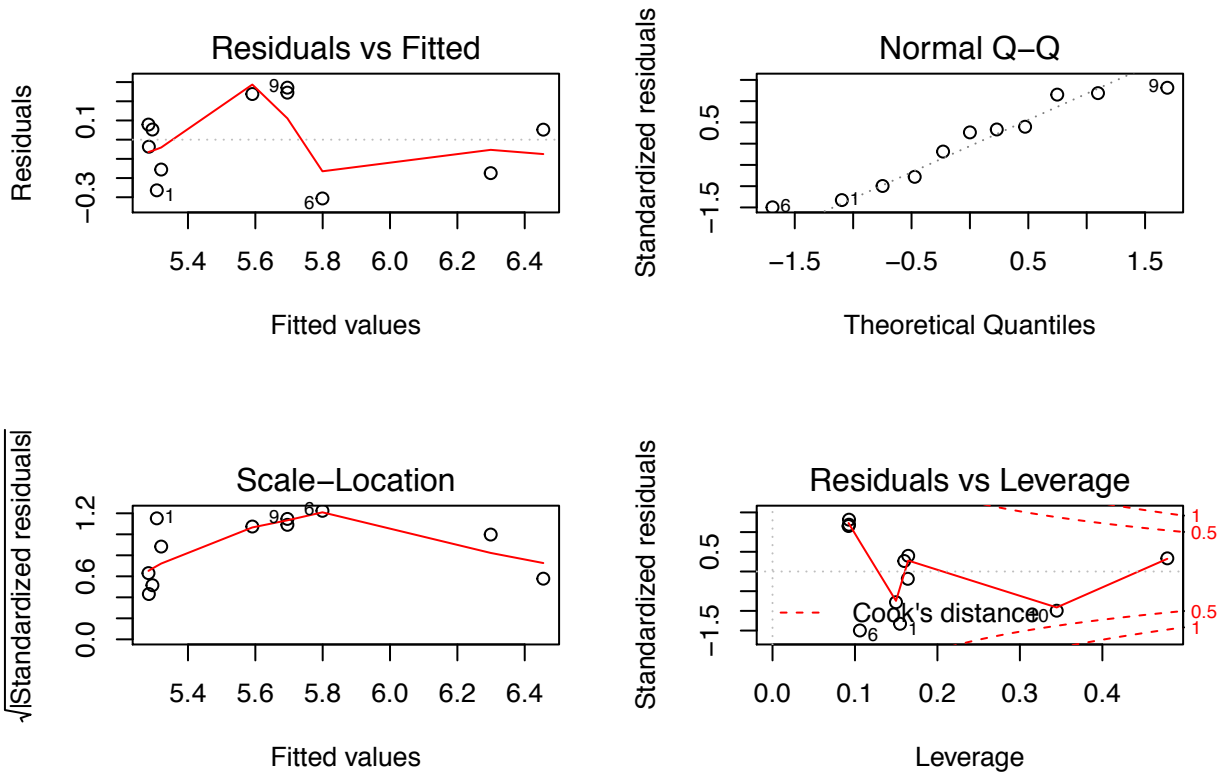 Residuals vs Fitted
Residuals
0.1
−0.3
9
1
6
5.4 5.6 5.8 6.0 6.2 6.4
Fitted values
Normal Q−Q
Standardized residuals
0.5
−1.5
9
1
6
−1.5 −0.5 0.5 1.5
Theoretical Quantiles
Scale−Location
√|Standardized residuals|
1.2
0.6
0.0
1
9
6
5.4 5.6 5.8 6.0 6.2 6.4
Fitted values
Residuals vs Leverage
Standardized residuals
0.5
−1.5
1
0.5
Cook's distance
10
0.5
6
1
1
0.0 0.1 0.2 0.3 0.4
Leverage